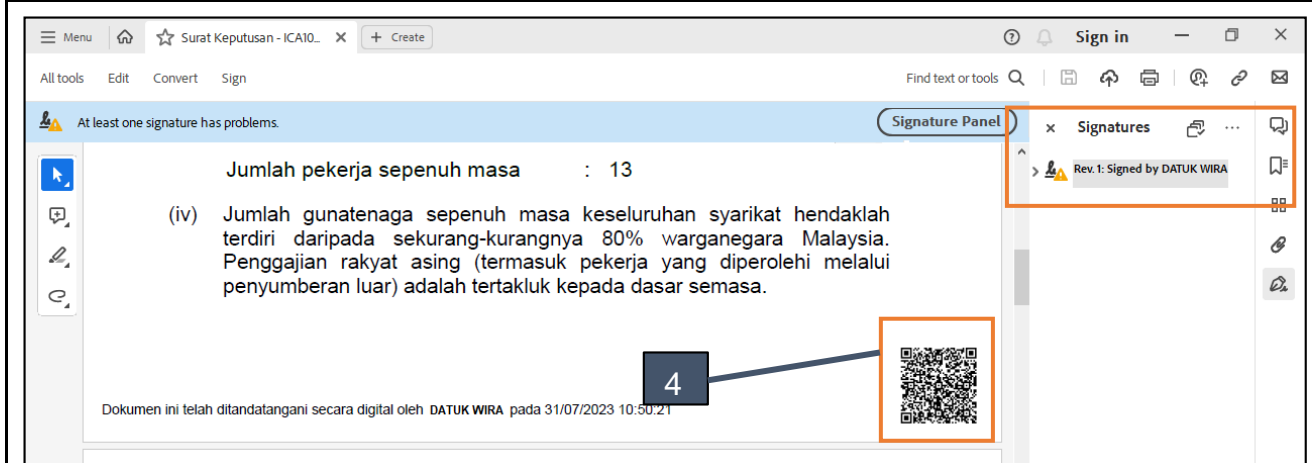 Menu
Surat Keputusan - ICA10...
+ Create
Sign in
All tools Edit Convert Sign
Find text or tools
At least one signature has problems.
Signature Panel
Signatures
Rev. 1: Signed by DATUK WIRA
Jumlah pekerja sepenuh masa : 13
(iv) Jumlah gunatenaga sepenuh masa keseluruhan syarikat hendaklah
terdiri daripada sekurang-kurangnya 80% warganegara Malaysia.
Penggajian rakyat asing (termasuk pekerja yang diperolehi melalui
penyumberan luar) adalah tertakluk kepada dasar semasa.
4
Dokumen ini telah ditandatangani secara digital oleh DATUK WIRA pada 31/07/2023 10:50:21